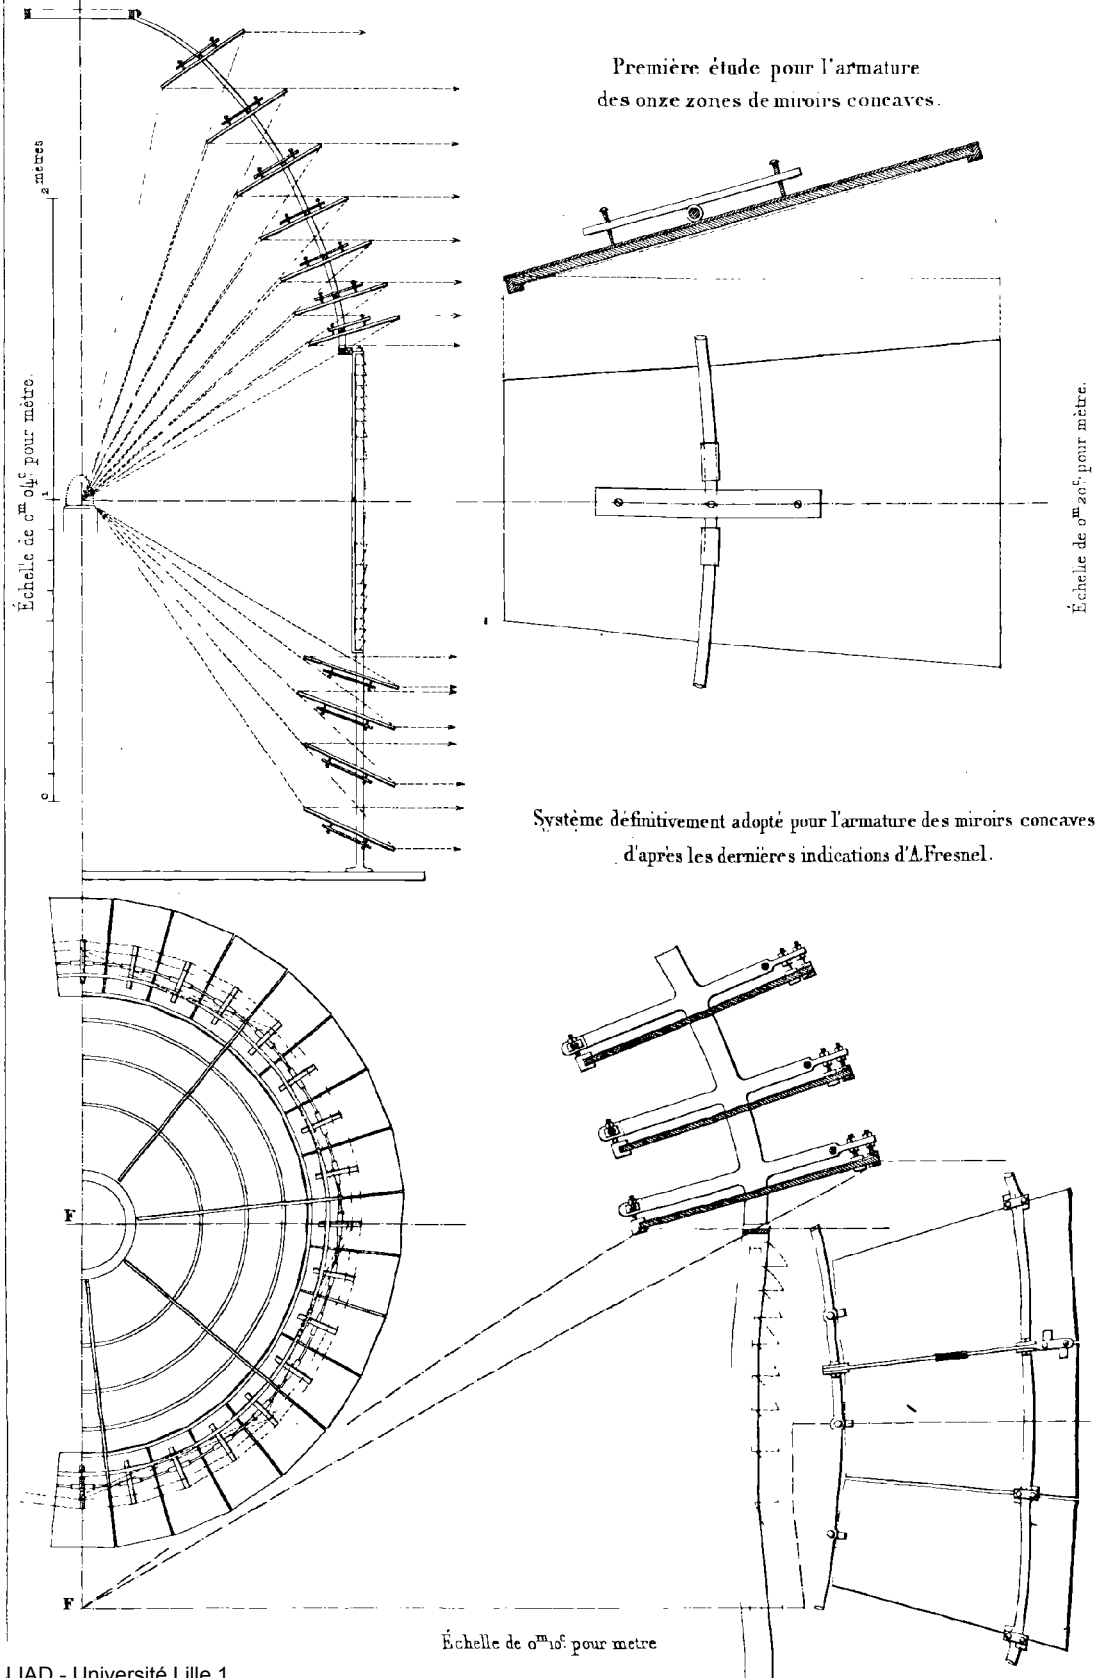 Première étude pour l'armature
des onze zones de miroirs concaves.
2 mètres
1
0
Échelle de 0ᵐ 04ᶜ· pour mètre.
Échelle de 0ᵐ 20ᶜ· pour mètre.
Système définitivement adopté pour l'armature des miroirs concaves
d'après les dernières indications d'A.Fresnel.
F
F
Échelle de 0ᵐ 10ᶜ· pour metre
LIAD - Université Lille 1